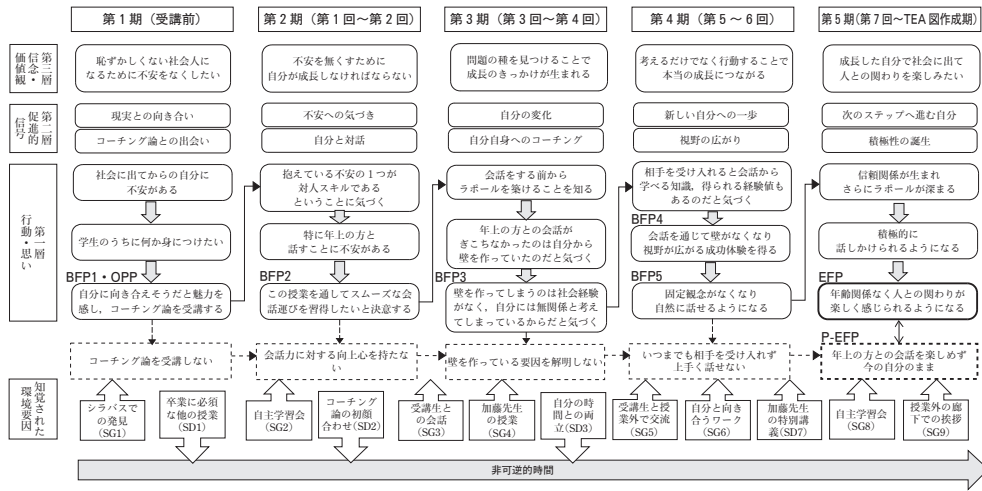 第１期（受講前）
第２期（第１回～第２回）
第３期（第３回～第４回）
第４期（第５～６回）
第５期（第７回～TEA 図作成期）
第三層
信念・
価値観
恥ずかしくない社会人に
なるために不安をなくしたい
不安を無くすために
自分が成長しなければならない
問題の種を見つけることで
成長のきっかけが生まれる
考えるだけでなく行動することで
本当の成長につながる
成長した自分で社会に出て
人との関わりを楽しみたい
第二層
促進的
信号
現実との向き合い
コーチング論との出会い
不安への気づき
自分と対話
自分の変化
自分自身へのコーチング
新しい自分への一歩
視野の広がり
次のステップへ進む自分
積極性の誕生
第一層
行動・思い
社会に出てからの自分に
不安がある
学生のうちに何か身につけたい
BFP1・OPP
自分に向き合えそうだと魅力を
感し，コーチング論を受講する
コーチング論を受講しない
抱えている不安の１つが
対人スキルである
ということに気づく
特に年上の方と
話すことに不安がある
BFP2
この授業を通してスムーズな会
話運びを習得したいと決意する
会話力に対する向上心を持たな
い
会話をする前から
ラポールを築けることを知る
年上の方との会話が
ぎこちなかったのは自分から
壁を作っていたのだと気づく
BFP3
壁を作ってしまうのは社会経験
がなく，自分には無関係と考え
てしまっているからだと気づく
壁を作っている要因を解明しない
相手を受け入れると会話から
学べる知識，得られる経験値も
あるのだと気づく
BFP4
会話を通じて壁がなくなり
視野が広がる成功体験を得る
BFP5
固定観念がなくなり
自然に話せるようになる
いつまでも相手を受け入れず
上手く話せない
信頼関係が生まれ
さらにラポールが深まる
積極的に
話しかけられるようになる
EFP
年齢関係なく人との関わりが
楽しく感じられるようになる
P-EFP
年上の方との会話を楽しめず
今の自分のまま
知覚された
環境要因
シラバスで
の発見
(SG1)
卒業に必須
な他の授業
(SD1)
自主学習会
(SG2)
コーチング
論の初顔
合わせ(SD2)
受講生と
の会話
(SG3)
加藤先生
の授業
(SG4)
自分の時
間との両
立(SD3)
受講生と授
業外で交流
(SG5)
自分と向き
合うワーク
(SG6)
加藤先生
の特別講
義(SD7)
自主学習会
(SG8)
授業外の廊
下での挨拶
(SG9)
非可逆的時間